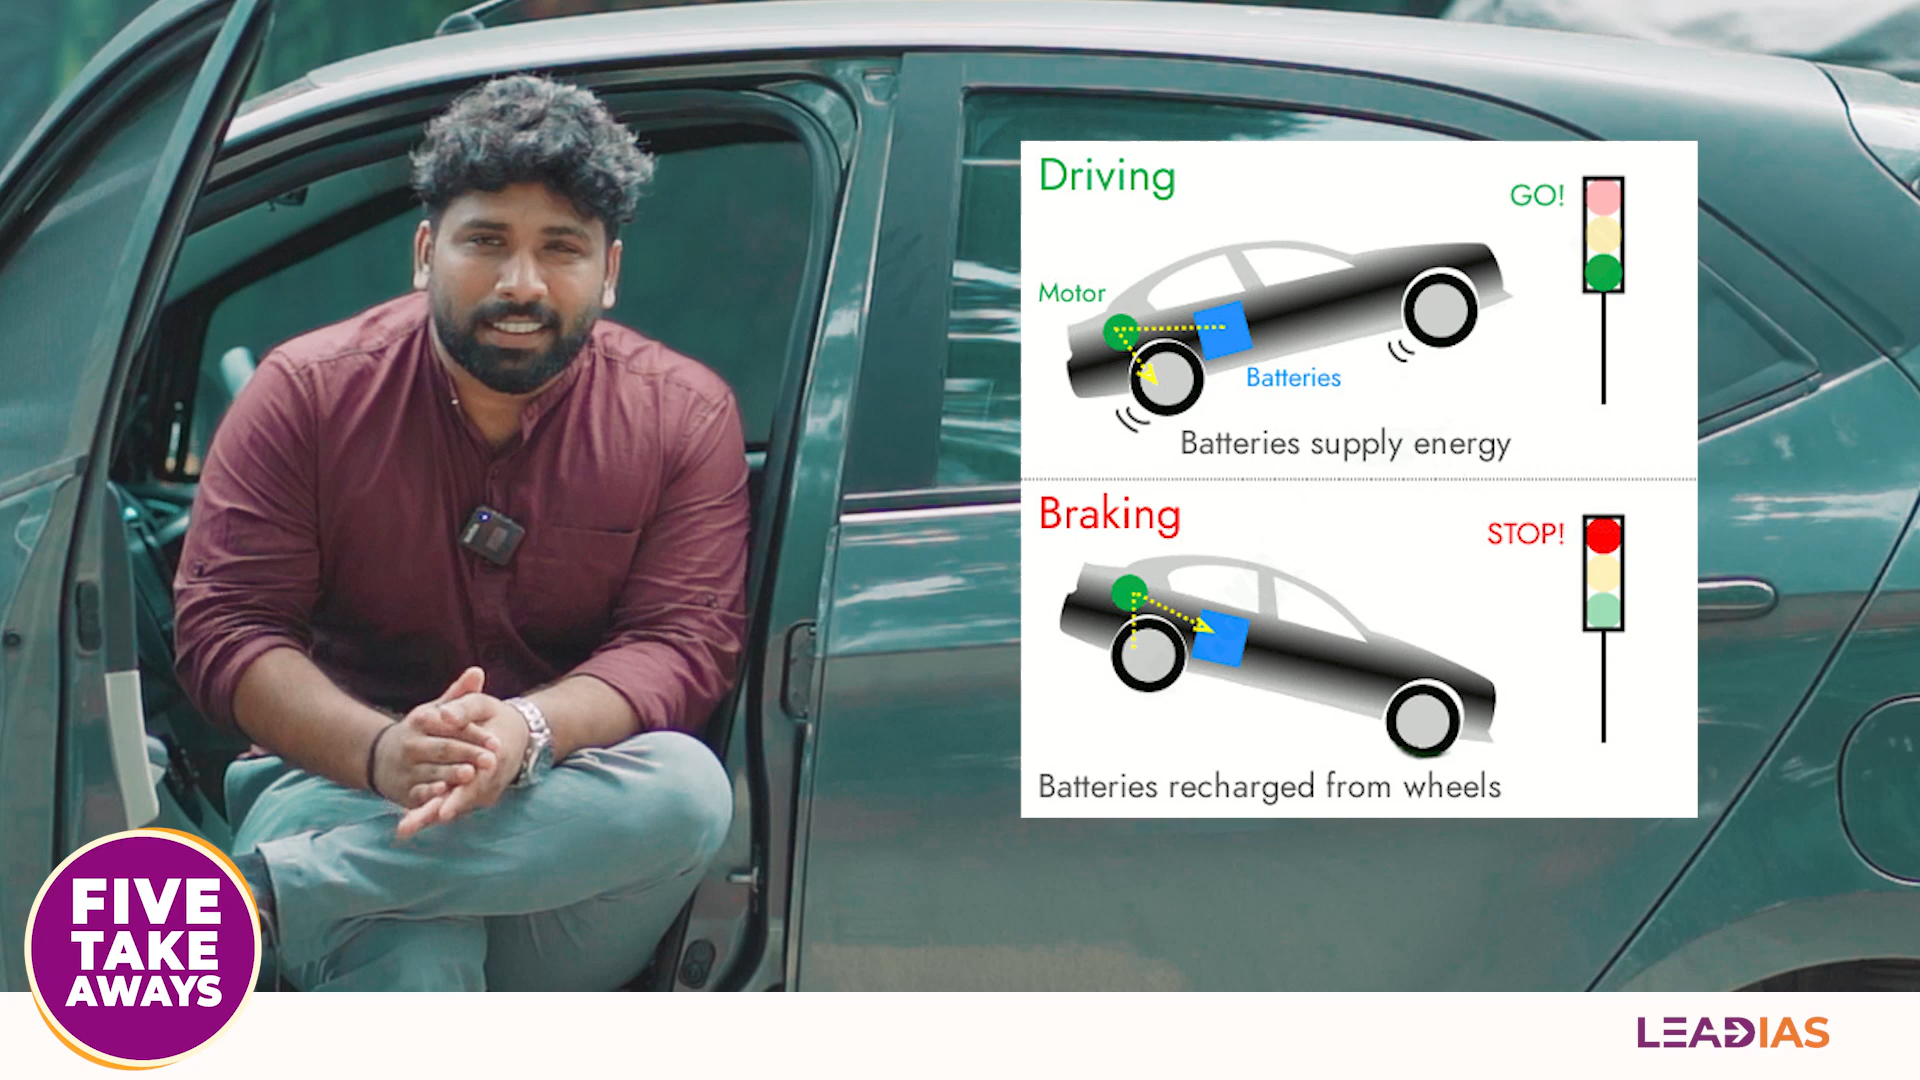 Driving
GO!
Motor
Batteries
Batteries supply energy
Braking
STOP!
Batteries recharged from wheels
FIVE
TAKE
AWAYS
LEADIAS